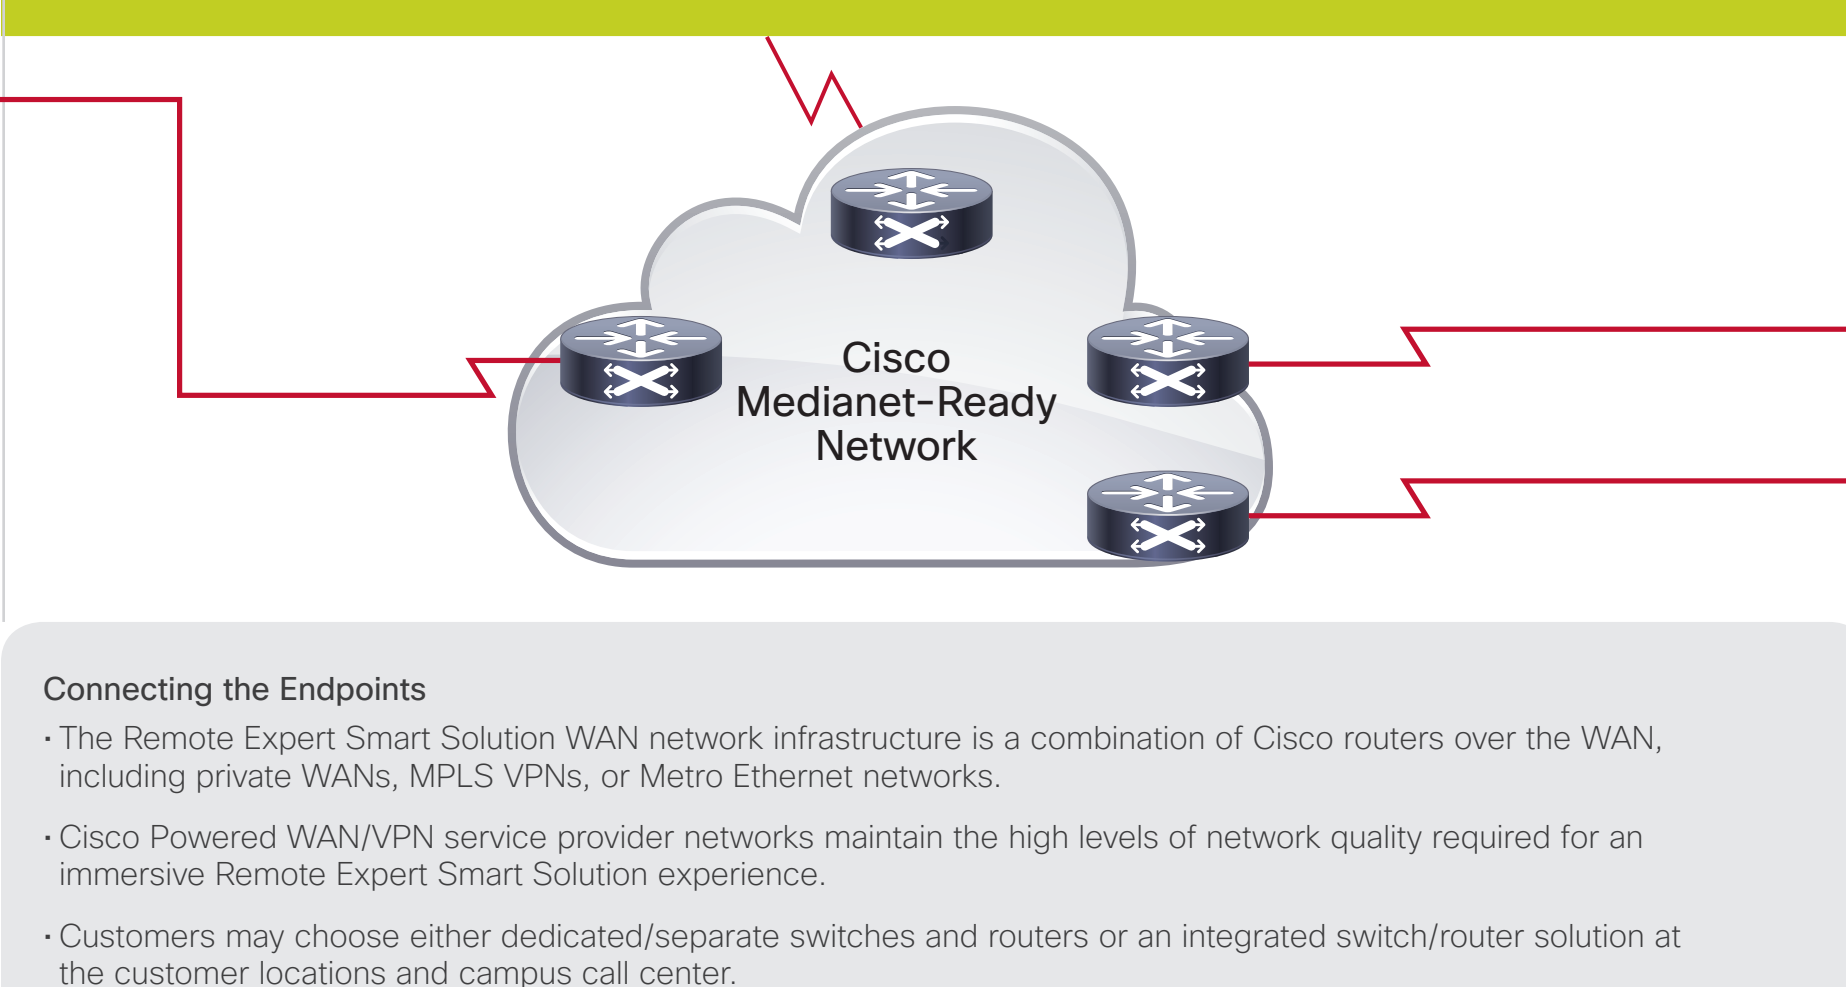 Cisco
Medianet-Ready
Network
Connecting the Endpoints
· The Remote Expert Smart Solution WAN network infrastructure is a combination of Cisco routers over the WAN,
including private WANs, MPLS VPNs, or Metro Ethernet networks.
· Cisco Powered WAN/VPN service provider networks maintain the high levels of network quality required for an
immersive Remote Expert Smart Solution experience.
· Customers may choose either dedicated/separate switches and routers or an integrated switch/router solution at
the customer locations and campus call center.